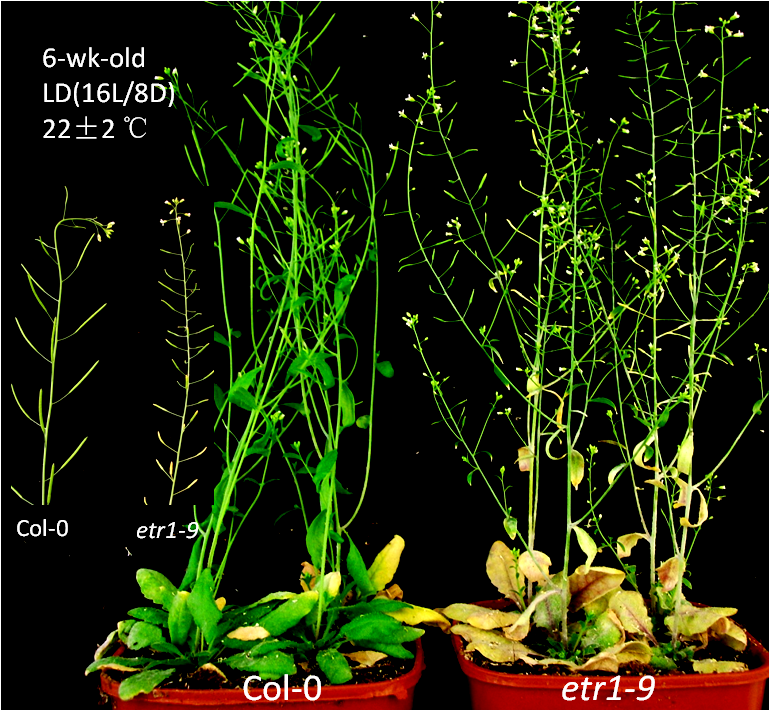 6-wk-old
LD(16L/8D)
22±2 ℃
Col-0
etr1-9
Col-0
etr1-9